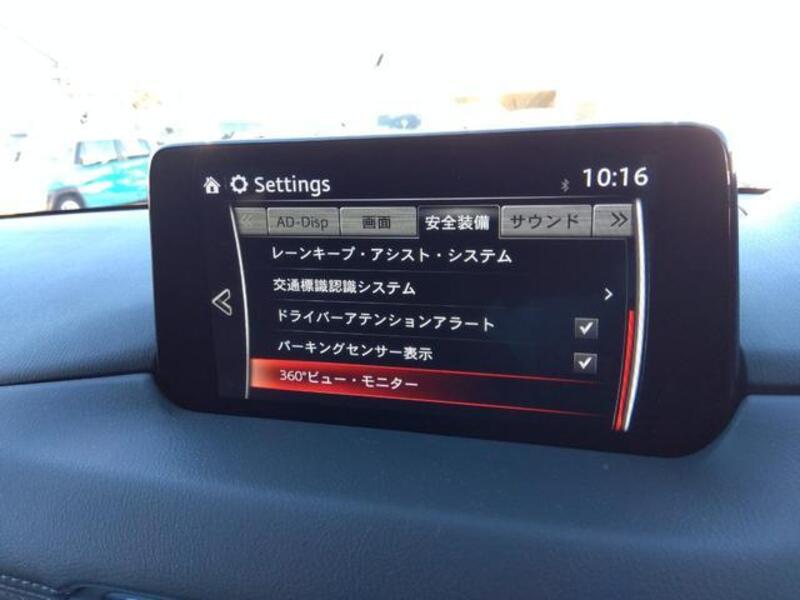 Settings 10:16
AD-Disp 画面 安全装備 サウンド
レーンキープ・アシスト・システム
交通標識認識システム
ドライバーアテンションアラート
パーキングセンサー表示
360°ビュー・モニター